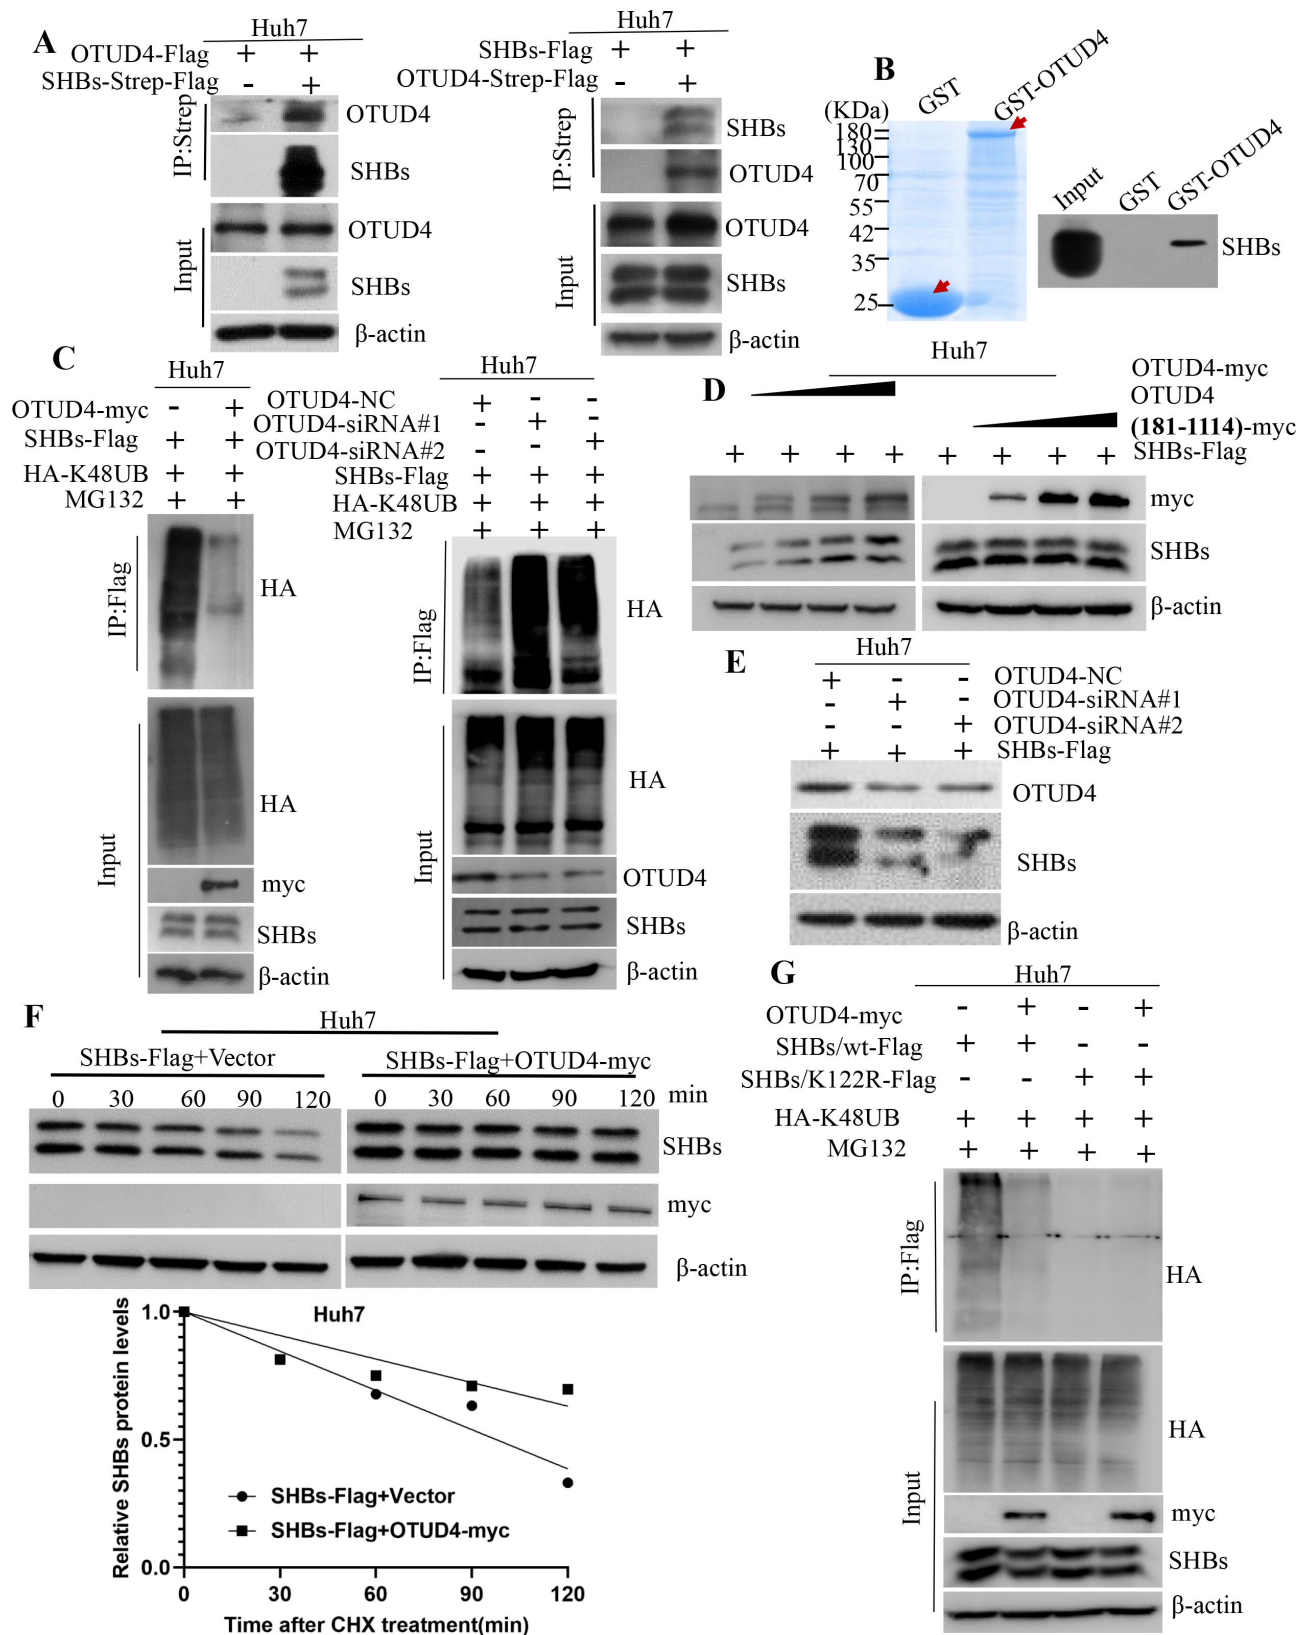 A
Huh7
OTUD4-Flag + +
SHBs-Strep-Flag - +
IP:Strep
OTUD4
SHBs
Input
OTUD4
SHBs
β-actin
Huh7
SHBs-Flag + +
OTUD4-Strep-Flag - +
IP:Strep
SHBs
OTUD4
Input
OTUD4
SHBs
β-actin
B
(KDa)
GST
GST-OTUD4
180
130
100
70
55
42
35
25
Input
GST
GST-OTUD4
SHBs
C
Huh7
OTUD4-myc - +
SHBs-Flag + +
HA-K48UB + +
MG132 + +
IP:Flag
HA
Input
HA
myc
SHBs
β-actin
Huh7
OTUD4-NC + - -
OTUD4-siRNA#1 - + -
OTUD4-siRNA#2 - - +
SHBs-Flag + + +
HA-K48UB + + +
MG132 + + +
IP:Flag
HA
Input
HA
OTUD4
SHBs
β-actin
D
Huh7
OTUD4-myc
OTUD4
(181-1114)-myc
+ + + + + + + + SHBs-Flag
myc
SHBs
β-actin
E
Huh7
+ - - OTUD4-NC
- + - OTUD4-siRNA#1
- - + OTUD4-siRNA#2
+ + + SHBs-Flag
OTUD4
SHBs
β-actin
F
Huh7
SHBs-Flag+Vector
SHBs-Flag+OTUD4-myc
0 30 60 90 120 0 30 60 90 120 min
SHBs
myc
β-actin
Huh7
Relative SHBs protein levels
1.0
0.5
0.0
SHBs-Flag+Vector
SHBs-Flag+OTUD4-myc
0 30 60 90 120
Time after CHX treatment(min)
G
Huh7
OTUD4-myc - + - +
SHBs/wt-Flag + + - -
SHBs/K122R-Flag - - + +
HA-K48UB + + + +
MG132 + + + +
IP:Flag
HA
Input
HA
myc
SHBs
β-actin